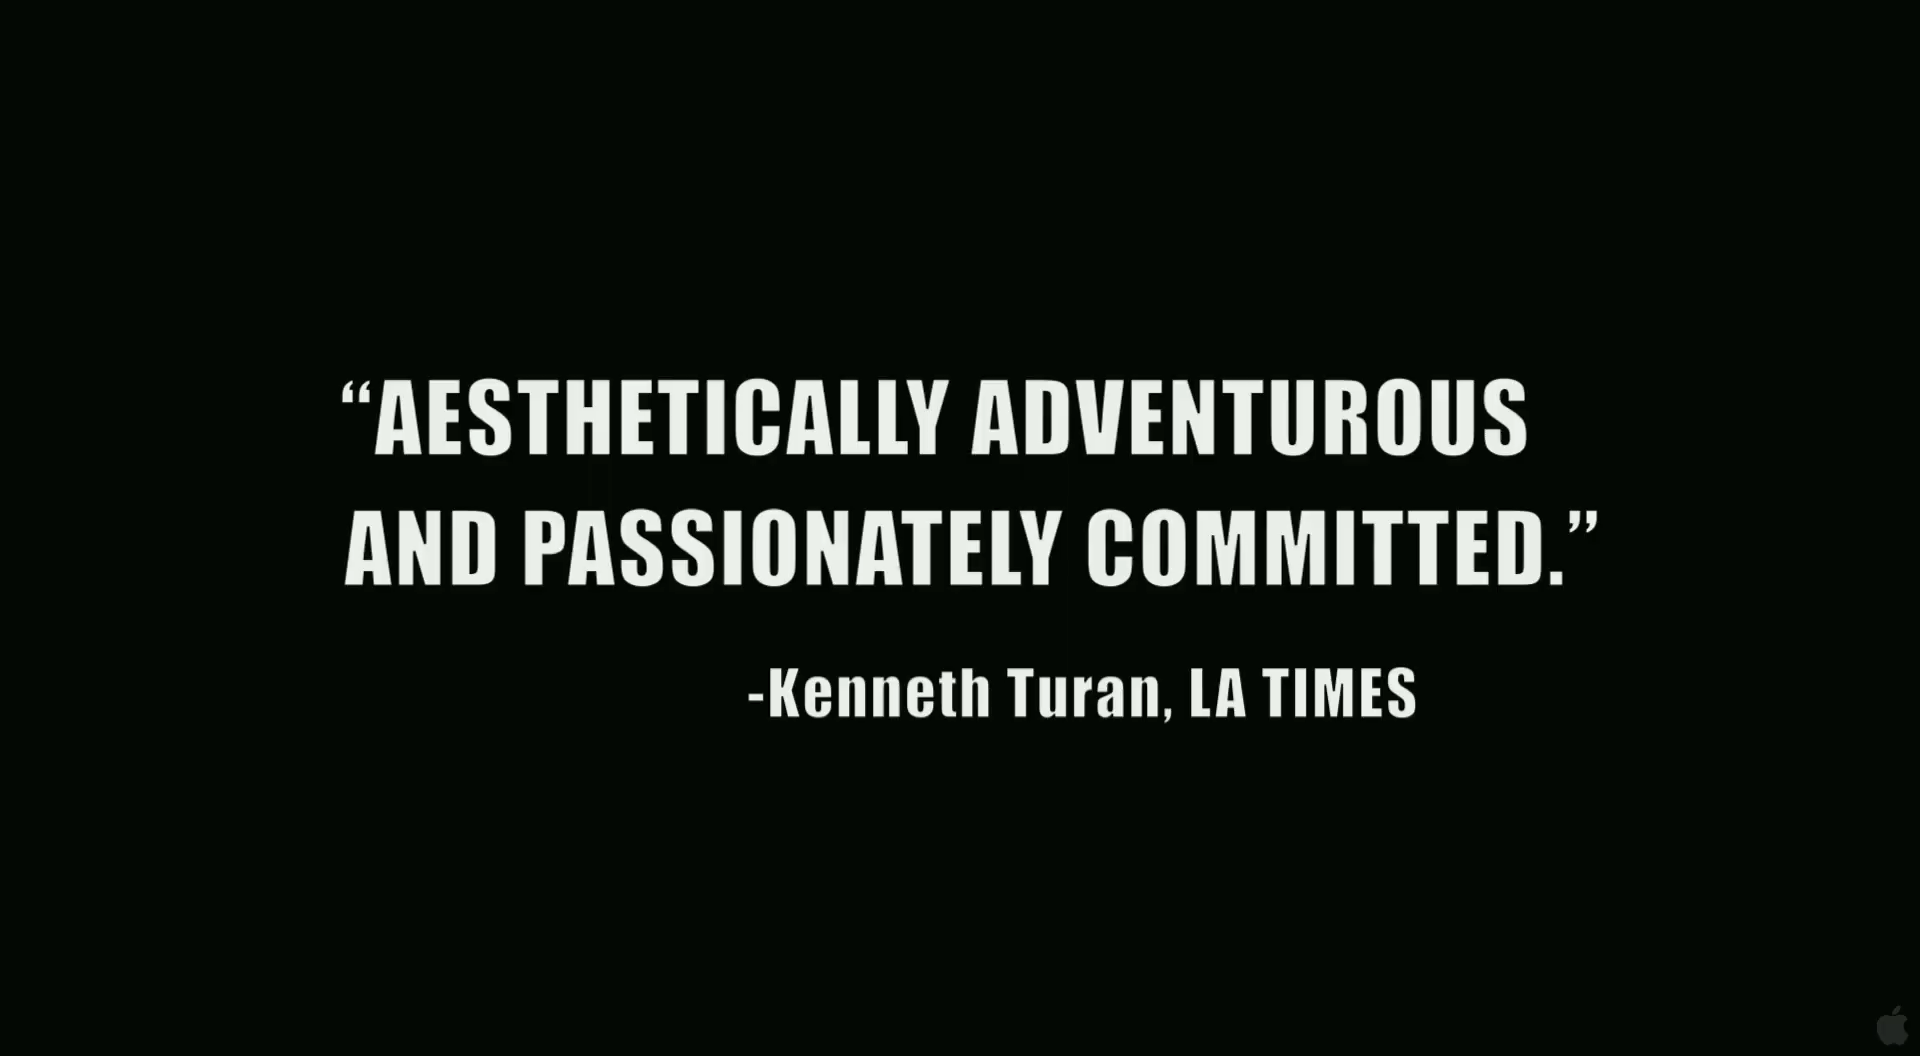 “AESTHETICALLY ADVENTUROUS
AND PASSIONATELY COMMITTED.”
-Kenneth Turan, LA TIMES